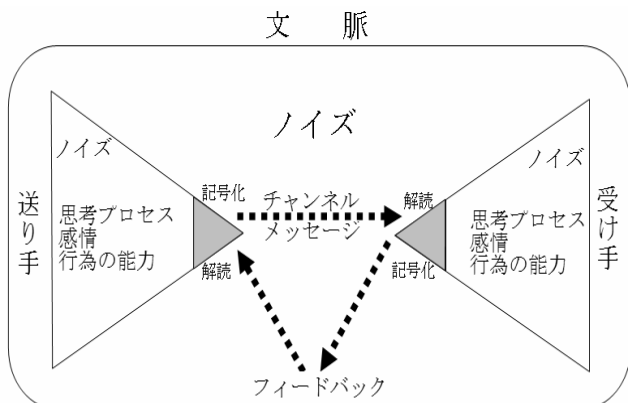 文 脈
ノイズ
送り手
ノイズ
思考プロセス
感情
行為の能力
記号化
解読
チャンネル
メッセージ
解読
記号化
ノイズ
思考プロセス
感情
行為の能力
受け手
フィードバック